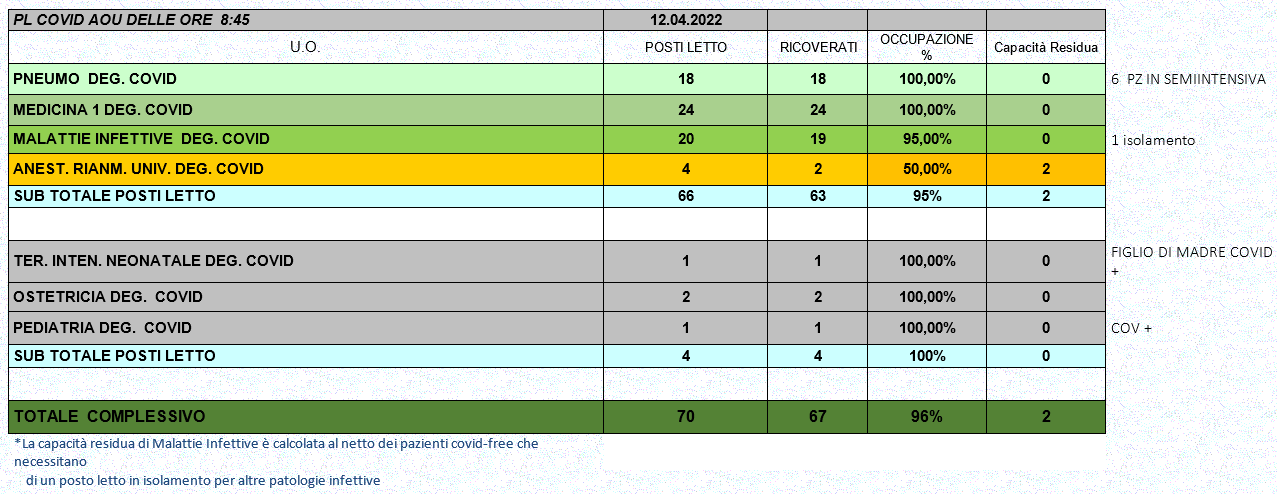 PL COVID AOU DELLE ORE 8:45 12.04.2022
U.O. POSTI LETTO RICOVERATI OCCUPAZIONE % Capacità Residua
PNEUMO DEG. COVID 18 18 100,00% 0 6 PZ IN SEMIINTENSIVA
MEDICINA 1 DEG. COVID 24 24 100,00% 0
MALATTIE INFETTIVE DEG. COVID 20 19 95,00% 0 1 isolamento
ANEST. RIANM. UNIV. DEG. COVID 4 2 50,00% 2
SUB TOTALE POSTI LETTO 66 63 95% 2
TER. INTEN. NEONATALE DEG. COVID 1 1 100,00% 0 FIGLIO DI MADRE COVID +
OSTETRICIA DEG. COVID 2 2 100,00% 0
PEDIATRIA DEG. COVID 1 1 100,00% 0 COV +
SUB TOTALE POSTI LETTO 4 4 100% 0
TOTALE COMPLESSIVO 70 67 96% 2
*La capacità residua di Malattie Infettive è calcolata al netto dei pazienti covid-free che
necessitano
di un posto letto in isolamento per altre patologie infettive